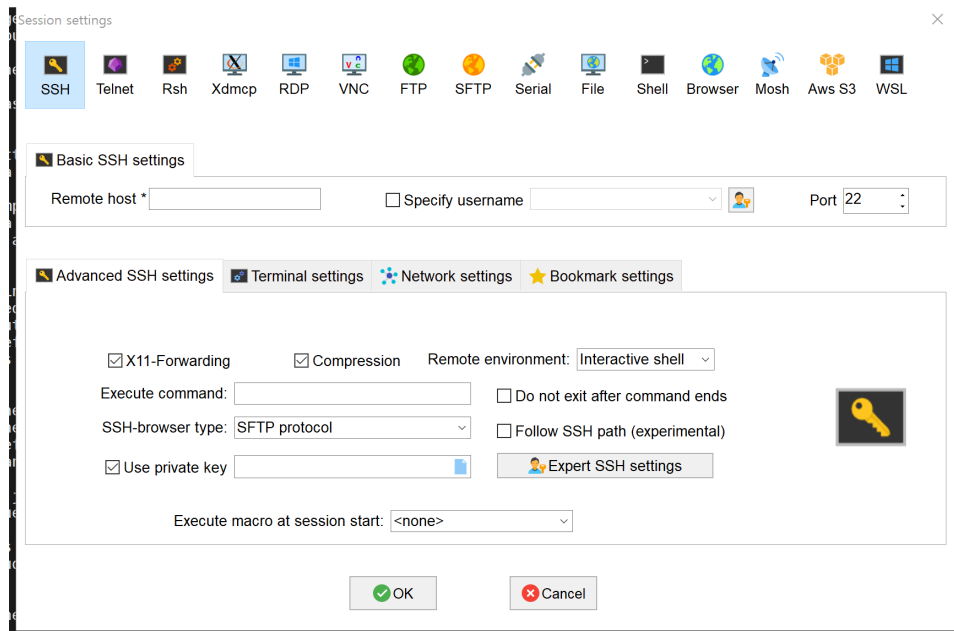 Session settings
SSH Telnet Rsh Xdmcp RDP VNC FTP SFTP Serial File Shell Browser Mosh Aws S3 WSL
Basic SSH settings
Remote host * Specify username Port 22
Advanced SSH settings Terminal settings Network settings Bookmark settings
X11-Forwarding Compression Remote environment: Interactive shell
Execute command: Do not exit after command ends
SSH-browser type: SFTP protocol Follow SSH path (experimental)
Use private key Expert SSH settings
Execute macro at session start: <none>
OK Cancel